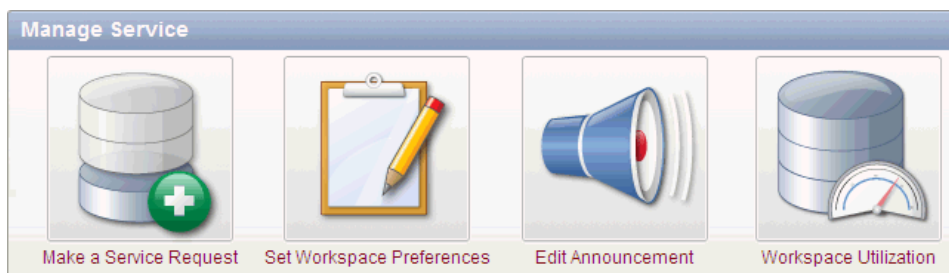 Manage Service
Make a Service Request
Set Workspace Preferences
Edit Announcement
Workspace Utilization